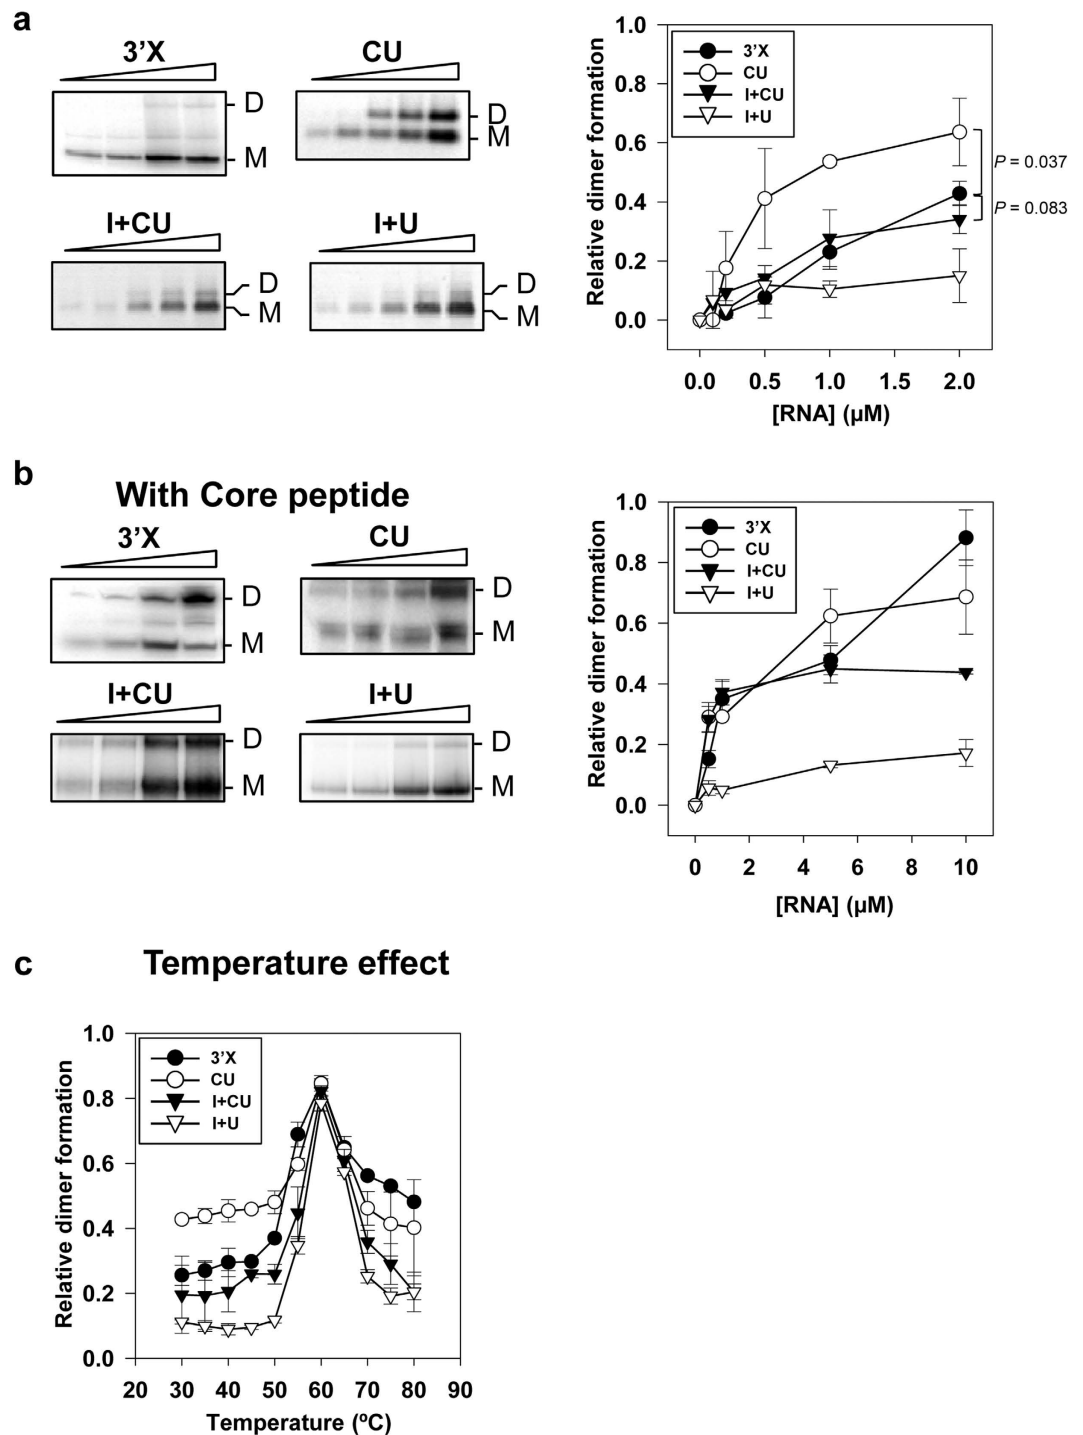 a
3’X
D
M
CU
D
M
I+CU
D
M
I+U
D
M
Relative dimer formation
1.0
0.8
0.6
0.4
0.2
0.0
3’X
CU
I+CU
I+U
P = 0.037
P = 0.083
0.0 0.5 1.0 1.5 2.0
[RNA] (µM)
b
With Core peptide
3’X
D
M
CU
D
M
I+CU
D
M
I+U
D
M
Relative dimer formation
1.0
0.8
0.6
0.4
0.2
0.0
3’X
CU
I+CU
I+U
0 2 4 6 8 10
[RNA] (µM)
c
Temperature effect
Relative dimer formation
1.0
0.8
0.6
0.4
0.2
0.0
3’X
CU
I+CU
I+U
20 30 40 50 60 70 80 90
Temperature (ºC)